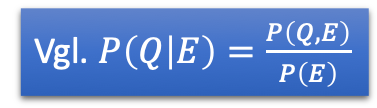 Vgl. P(Q|E) = P(Q,E) / P(E)